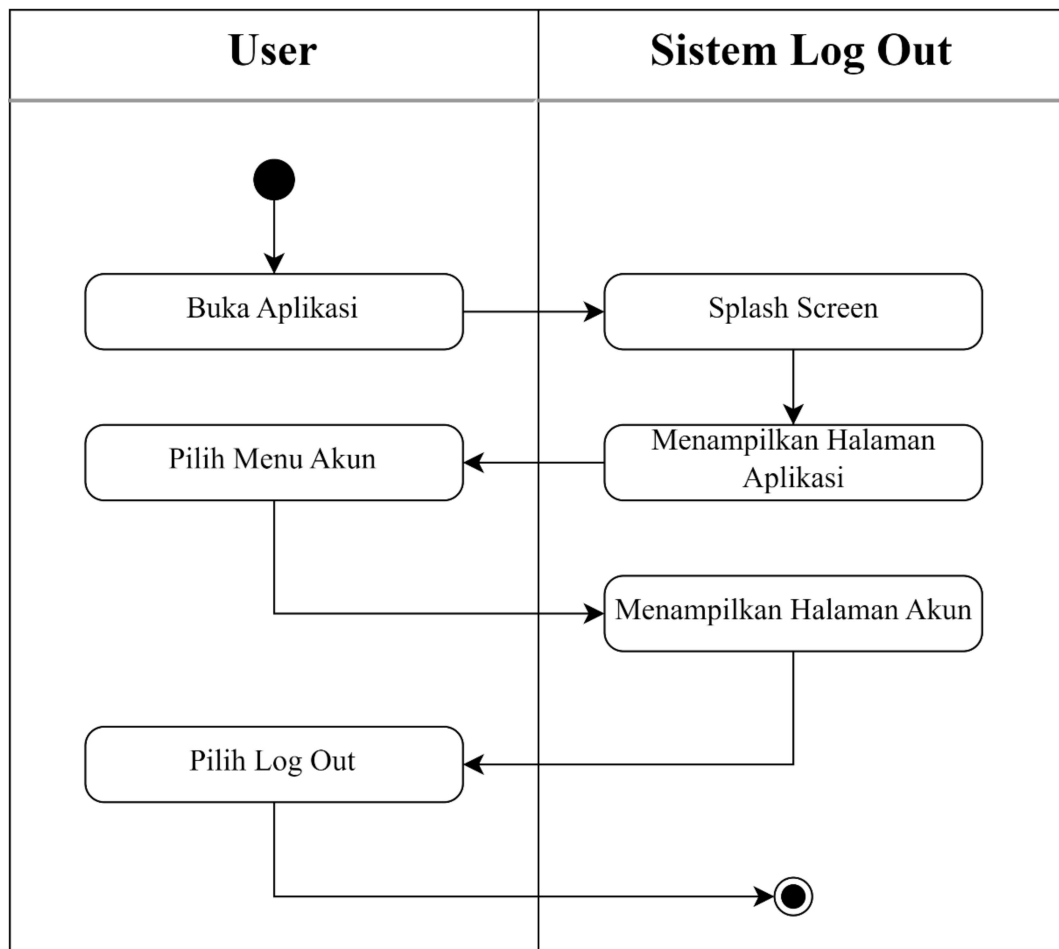 User
Sistem Log Out
Buka Aplikasi
Splash Screen
Menampilkan Halaman
Aplikasi
Pilih Menu Akun
Menampilkan Halaman Akun
Pilih Log Out